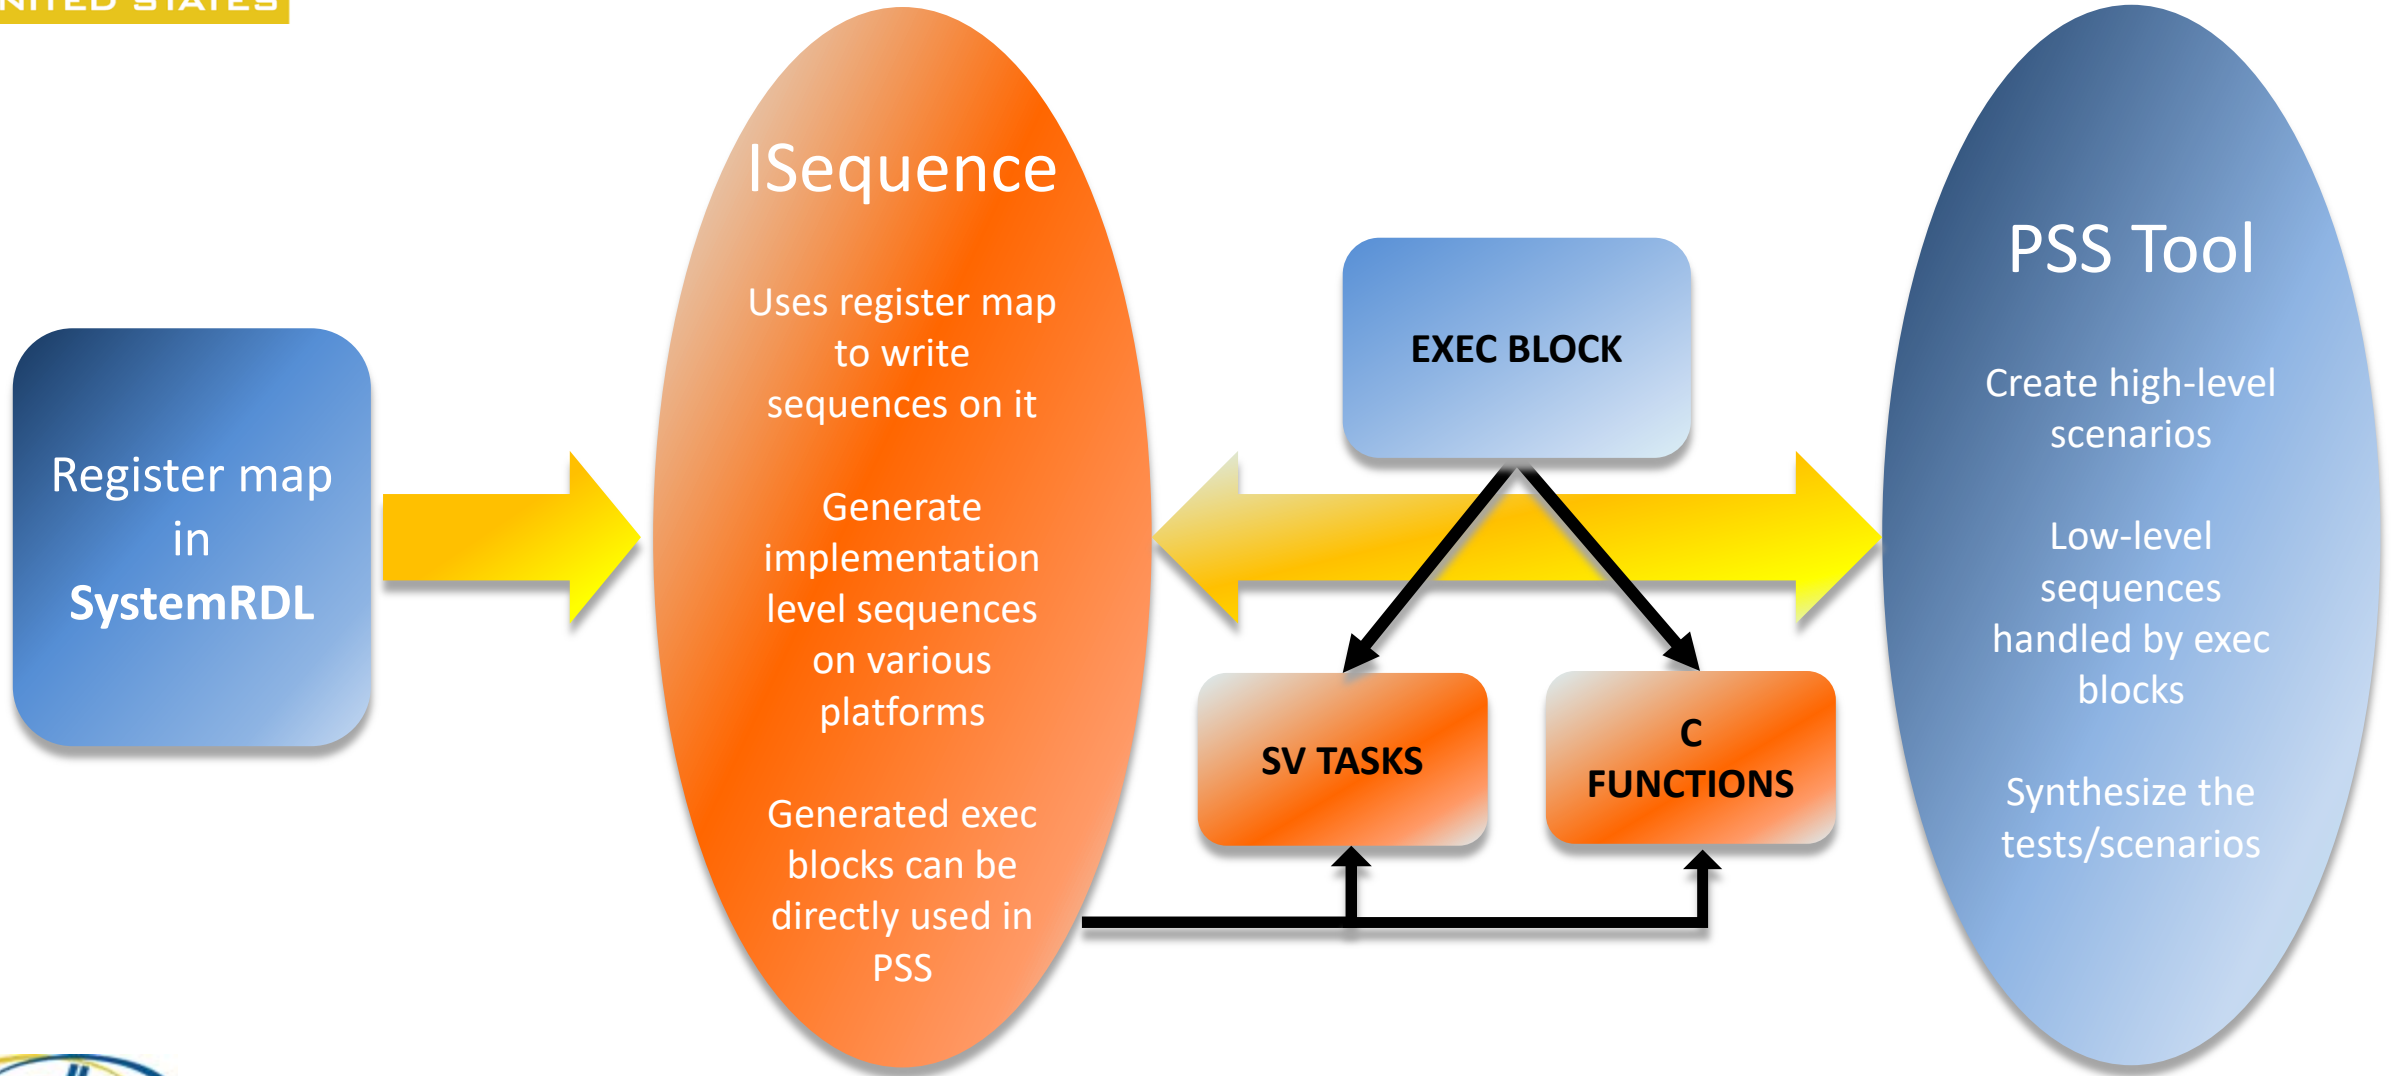 UNITED STATES
Register map
in
SystemRDL
ISequence
Uses register map
to write
sequences on it
Generate
implementation
level sequences
on various
platforms
Generated exec
blocks can be
directly used in
PSS
EXEC BLOCK
SV TASKS
C
FUNCTIONS
PSS Tool
Create high-level
scenarios
Low-level
sequences
handled by exec
blocks
Synthesize the
tests/scenarios